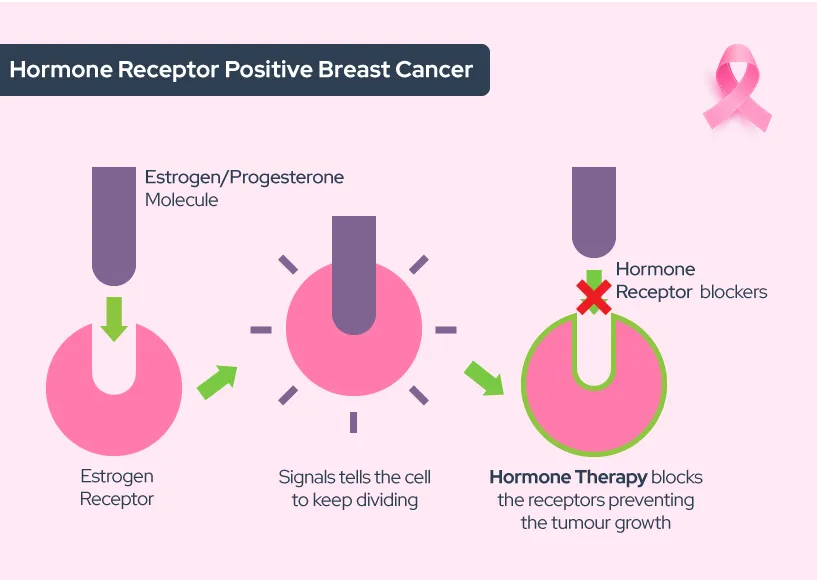 Hormone Receptor Positive Breast Cancer
Estrogen/Progesterone
Molecule
Hormone
Receptor blockers
Estrogen
Receptor
Signals tells the cell
to keep dividing
Hormone Therapy blocks
the receptors preventing
the tumour growth